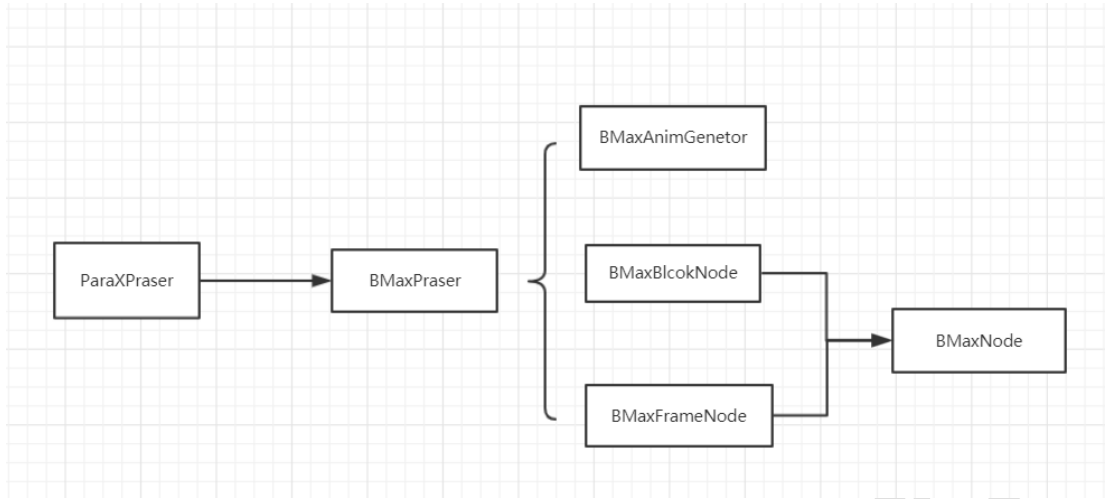 BMaxAnimGenetor
ParaXPraser
BMaxPraser
BMaxBlcokNode
BMaxNode
BMaxFrameNode